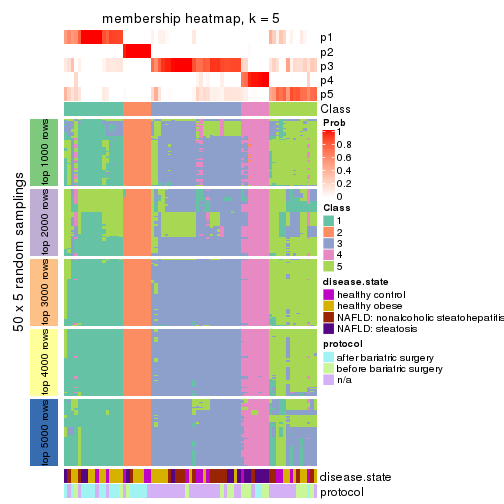 membership heatmap, k = 5
p1
p2
p3
p4
p5
Class
50 x 5 random samplings
top 1000 rows
top 2000 rows
top 3000 rows
top 4000 rows
top 5000 rows
disease.state
protocol
Prob
1
0.8
0.6
0.4
0.2
0
Class
1
2
3
4
5
disease.state
healthy control
healthy obese
NAFLD: nonalcoholic steatohepatitis
NAFLD: steatosis
protocol
after bariatric surgery
before bariatric surgery
n/a